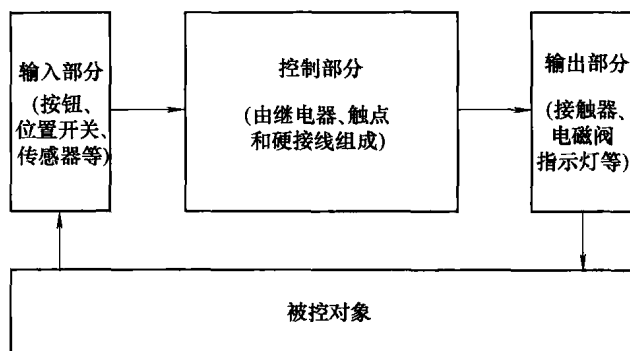 输入部分
(按钮、
位置开关、
传感器等)
控制部分
(由继电器、触点
和硬接线组成)
输出部分
(接触器、
电磁阀
指示灯等)
被控对象